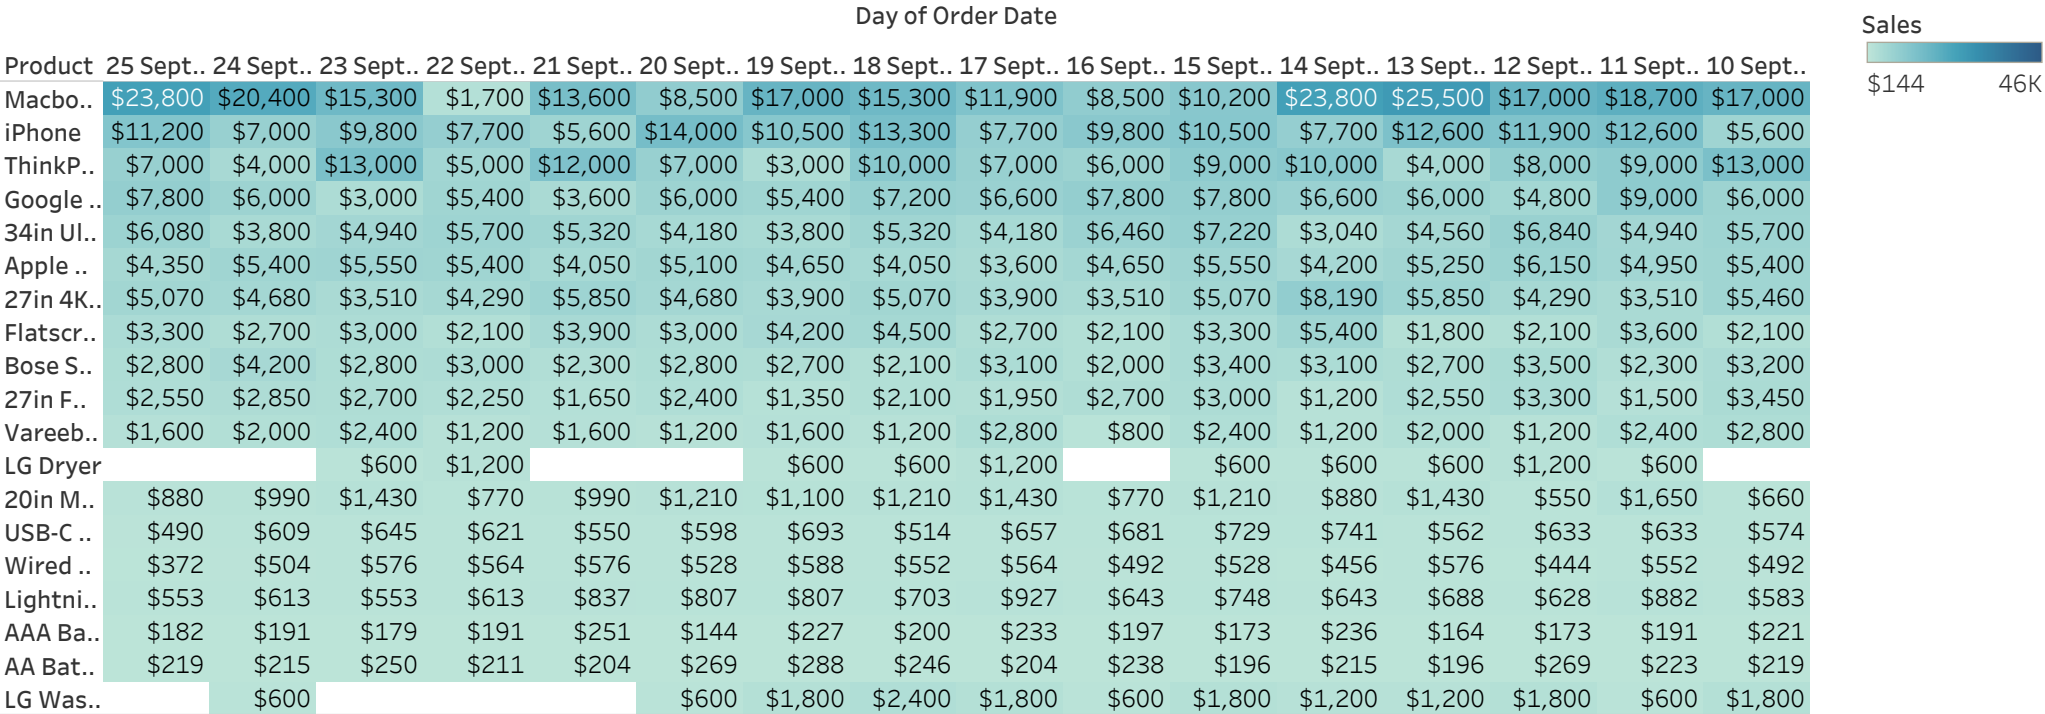 Day of Order Date
Sales
$144 46K
Product 25 Sept.. 24 Sept.. 23 Sept.. 22 Sept.. 21 Sept.. 20 Sept.. 19 Sept.. 18 Sept.. 17 Sept.. 16 Sept.. 15 Sept.. 14 Sept.. 13 Sept.. 12 Sept.. 11 Sept.. 10 Sept..
Macbo.. $23,800 $20,400 $15,300 $1,700 $13,600 $8,500 $17,000 $15,300 $11,900 $8,500 $10,200 $23,800 $25,500 $17,000 $18,700 $17,000
iPhone $11,200 $7,000 $9,800 $7,700 $5,600 $14,000 $10,500 $13,300 $7,700 $9,800 $10,500 $7,700 $12,600 $11,900 $12,600 $5,600
ThinkP.. $7,000 $4,000 $13,000 $5,000 $12,000 $7,000 $3,000 $10,000 $7,000 $6,000 $9,000 $10,000 $4,000 $8,000 $9,000 $13,000
Google .. $7,800 $6,000 $3,000 $5,400 $3,600 $6,000 $5,400 $7,200 $6,600 $7,800 $7,800 $6,600 $6,000 $4,800 $9,000 $6,000
34in Ul.. $6,080 $3,800 $4,940 $5,700 $5,320 $4,180 $3,800 $5,320 $4,180 $6,460 $7,220 $3,040 $4,560 $6,840 $4,940 $5,700
Apple .. $4,350 $5,400 $5,550 $5,400 $4,050 $5,100 $4,650 $4,050 $3,600 $4,650 $5,550 $4,200 $5,250 $6,150 $4,950 $5,400
27in 4K.. $5,070 $4,680 $3,510 $4,290 $5,850 $4,680 $3,900 $5,070 $3,900 $3,510 $5,070 $8,190 $5,850 $4,290 $3,510 $5,460
Flatscr.. $3,300 $2,700 $3,000 $2,100 $3,900 $3,000 $4,200 $4,500 $2,700 $2,100 $3,300 $5,400 $1,800 $2,100 $3,600 $2,100
Bose S.. $2,800 $4,200 $2,800 $3,000 $2,300 $2,800 $2,700 $2,100 $3,100 $2,000 $3,400 $3,100 $2,700 $3,500 $2,300 $3,200
27in F.. $2,550 $2,850 $2,700 $2,250 $1,650 $2,400 $1,350 $2,100 $1,950 $2,700 $3,000 $1,200 $2,550 $3,300 $1,500 $3,450
Vareeb.. $1,600 $2,000 $2,400 $1,200 $1,600 $1,200 $1,600 $1,200 $2,800 $800 $2,400 $1,200 $2,000 $1,200 $2,400 $2,800
LG Dryer $600 $1,200 $600 $600 $1,200 $600 $600 $600 $1,200 $600
20in M.. $880 $990 $1,430 $770 $990 $1,210 $1,100 $1,210 $1,430 $770 $1,210 $880 $1,430 $550 $1,650 $660
USB-C .. $490 $609 $645 $621 $550 $598 $693 $514 $657 $681 $729 $741 $562 $633 $633 $574
Wired .. $372 $504 $576 $564 $576 $528 $588 $552 $564 $492 $528 $456 $576 $444 $552 $492
Lightni.. $553 $613 $553 $613 $837 $807 $807 $703 $927 $643 $748 $643 $688 $628 $882 $583
AAA Ba.. $182 $191 $179 $191 $251 $144 $227 $200 $233 $197 $173 $236 $164 $173 $191 $221
AA Bat.. $219 $215 $250 $211 $204 $269 $288 $246 $204 $238 $196 $215 $196 $269 $223 $219
LG Was.. $600 $600 $1,800 $2,400 $1,800 $600 $1,800 $1,200 $1,200 $1,800 $600 $1,800